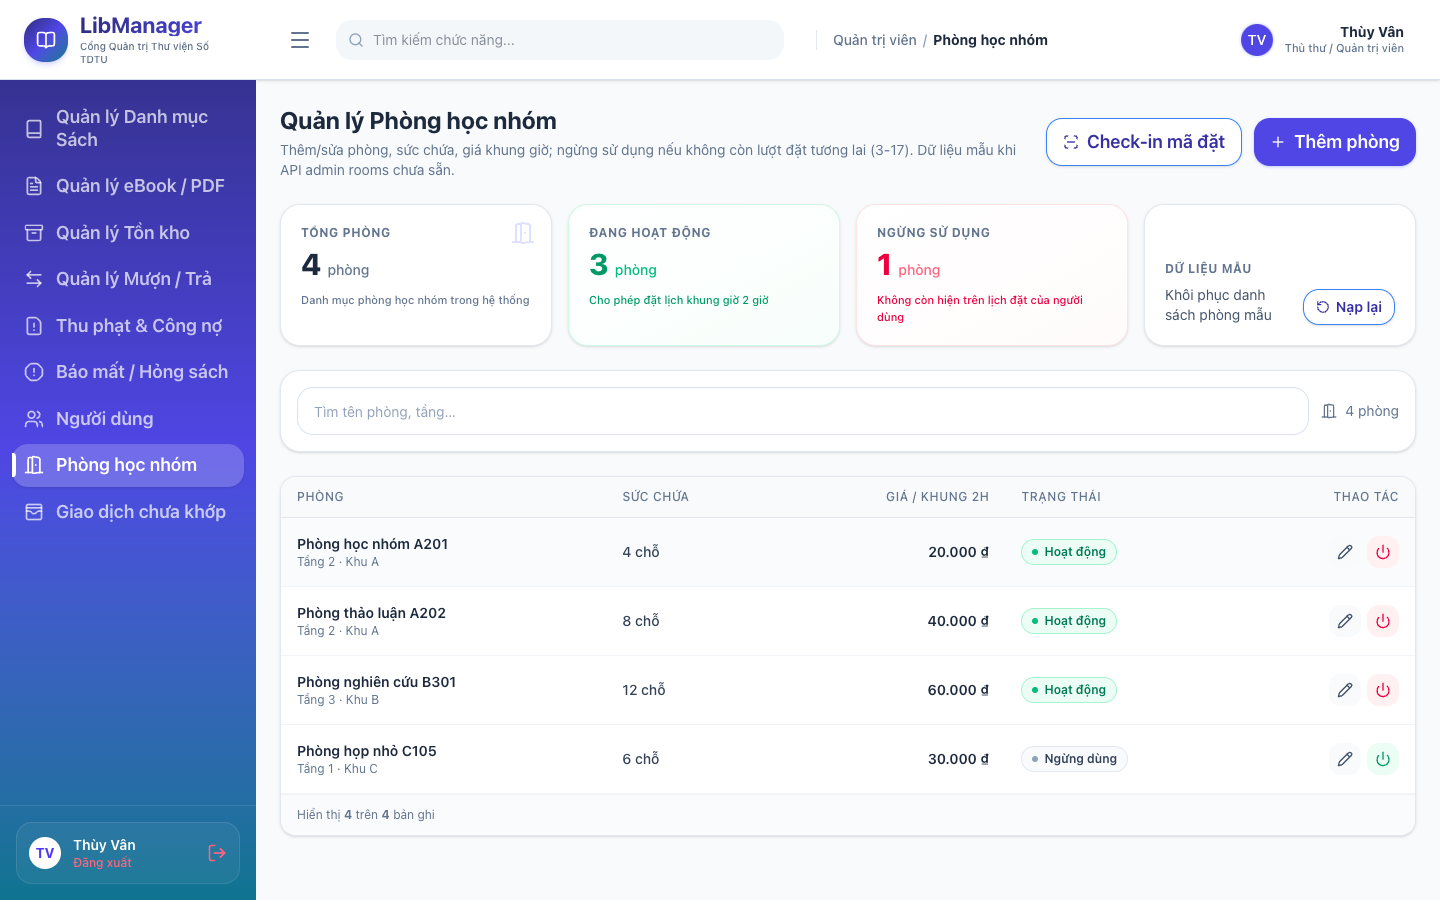 LibManager
Cổng Quản trị Thư viện Số
TDTU
Tìm kiếm chức năng...
Quản trị viên / Phòng học nhóm
TV
Thùy Vân
Thủ thư / Quản trị viên
Quản lý Danh mục
Sách
Quản lý eBook / PDF
Quản lý Tồn kho
Quản lý Mượn / Trả
Thu phạt & Công nợ
Báo mất / Hỏng sách
Người dùng
Phòng học nhóm
Giao dịch chưa khớp
TV
Thùy Vân
Đăng xuất
Quản lý Phòng học nhóm
Thêm/sửa phòng, sức chứa, giá khung giờ; ngừng sử dụng nếu không còn lượt đặt tương lai (3-17). Dữ liệu mẫu khi
API admin rooms chưa sẵn.
Check-in mã đặt
Thêm phòng
TỔNG PHÒNG
4 phòng
Danh mục phòng học nhóm trong hệ thống
ĐANG HOẠT ĐỘNG
3 phòng
Cho phép đặt lịch khung giờ 2 giờ
NGỪNG SỬ DỤNG
1 phòng
Không còn hiện trên lịch đặt của người
dùng
DỮ LIỆU MẪU
Khôi phục danh
sách phòng mẫu
Nạp lại
Tìm tên phòng, tầng...
4 phòng
PHÒNG SỨC CHỨA GIÁ / KHUNG 2H TRẠNG THÁI THAO TÁC
Phòng học nhóm A201
Tầng 2 · Khu A
4 chỗ
20.000 ₫
Hoạt động
Phòng thảo luận A202
Tầng 2 · Khu A
8 chỗ
40.000 ₫
Hoạt động
Phòng nghiên cứu B301
Tầng 3 · Khu B
12 chỗ
60.000 ₫
Hoạt động
Phòng họp nhỏ C105
Tầng 1 · Khu C
6 chỗ
30.000 ₫
Ngừng dùng
Hiển thị 4 trên 4 bản ghi